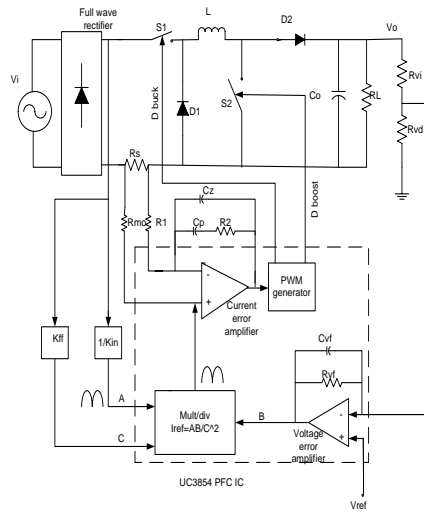 Full wave
rectifier
S1
L
D2
Vo
Vi
D buck
D1
S2
Co
RL
Rvi
Rvd
Rs
D boost
Rmo
R1
Cz
Cp
R2
-
+
Current
error
amplifier
PWM
generator
Kff
1/Kin
Cvf
Rvf
A
B
C
Mult/div
Iref=AB/C^2
-
+
Voltage
error
amplifier
UC3854 PFC IC
Vref